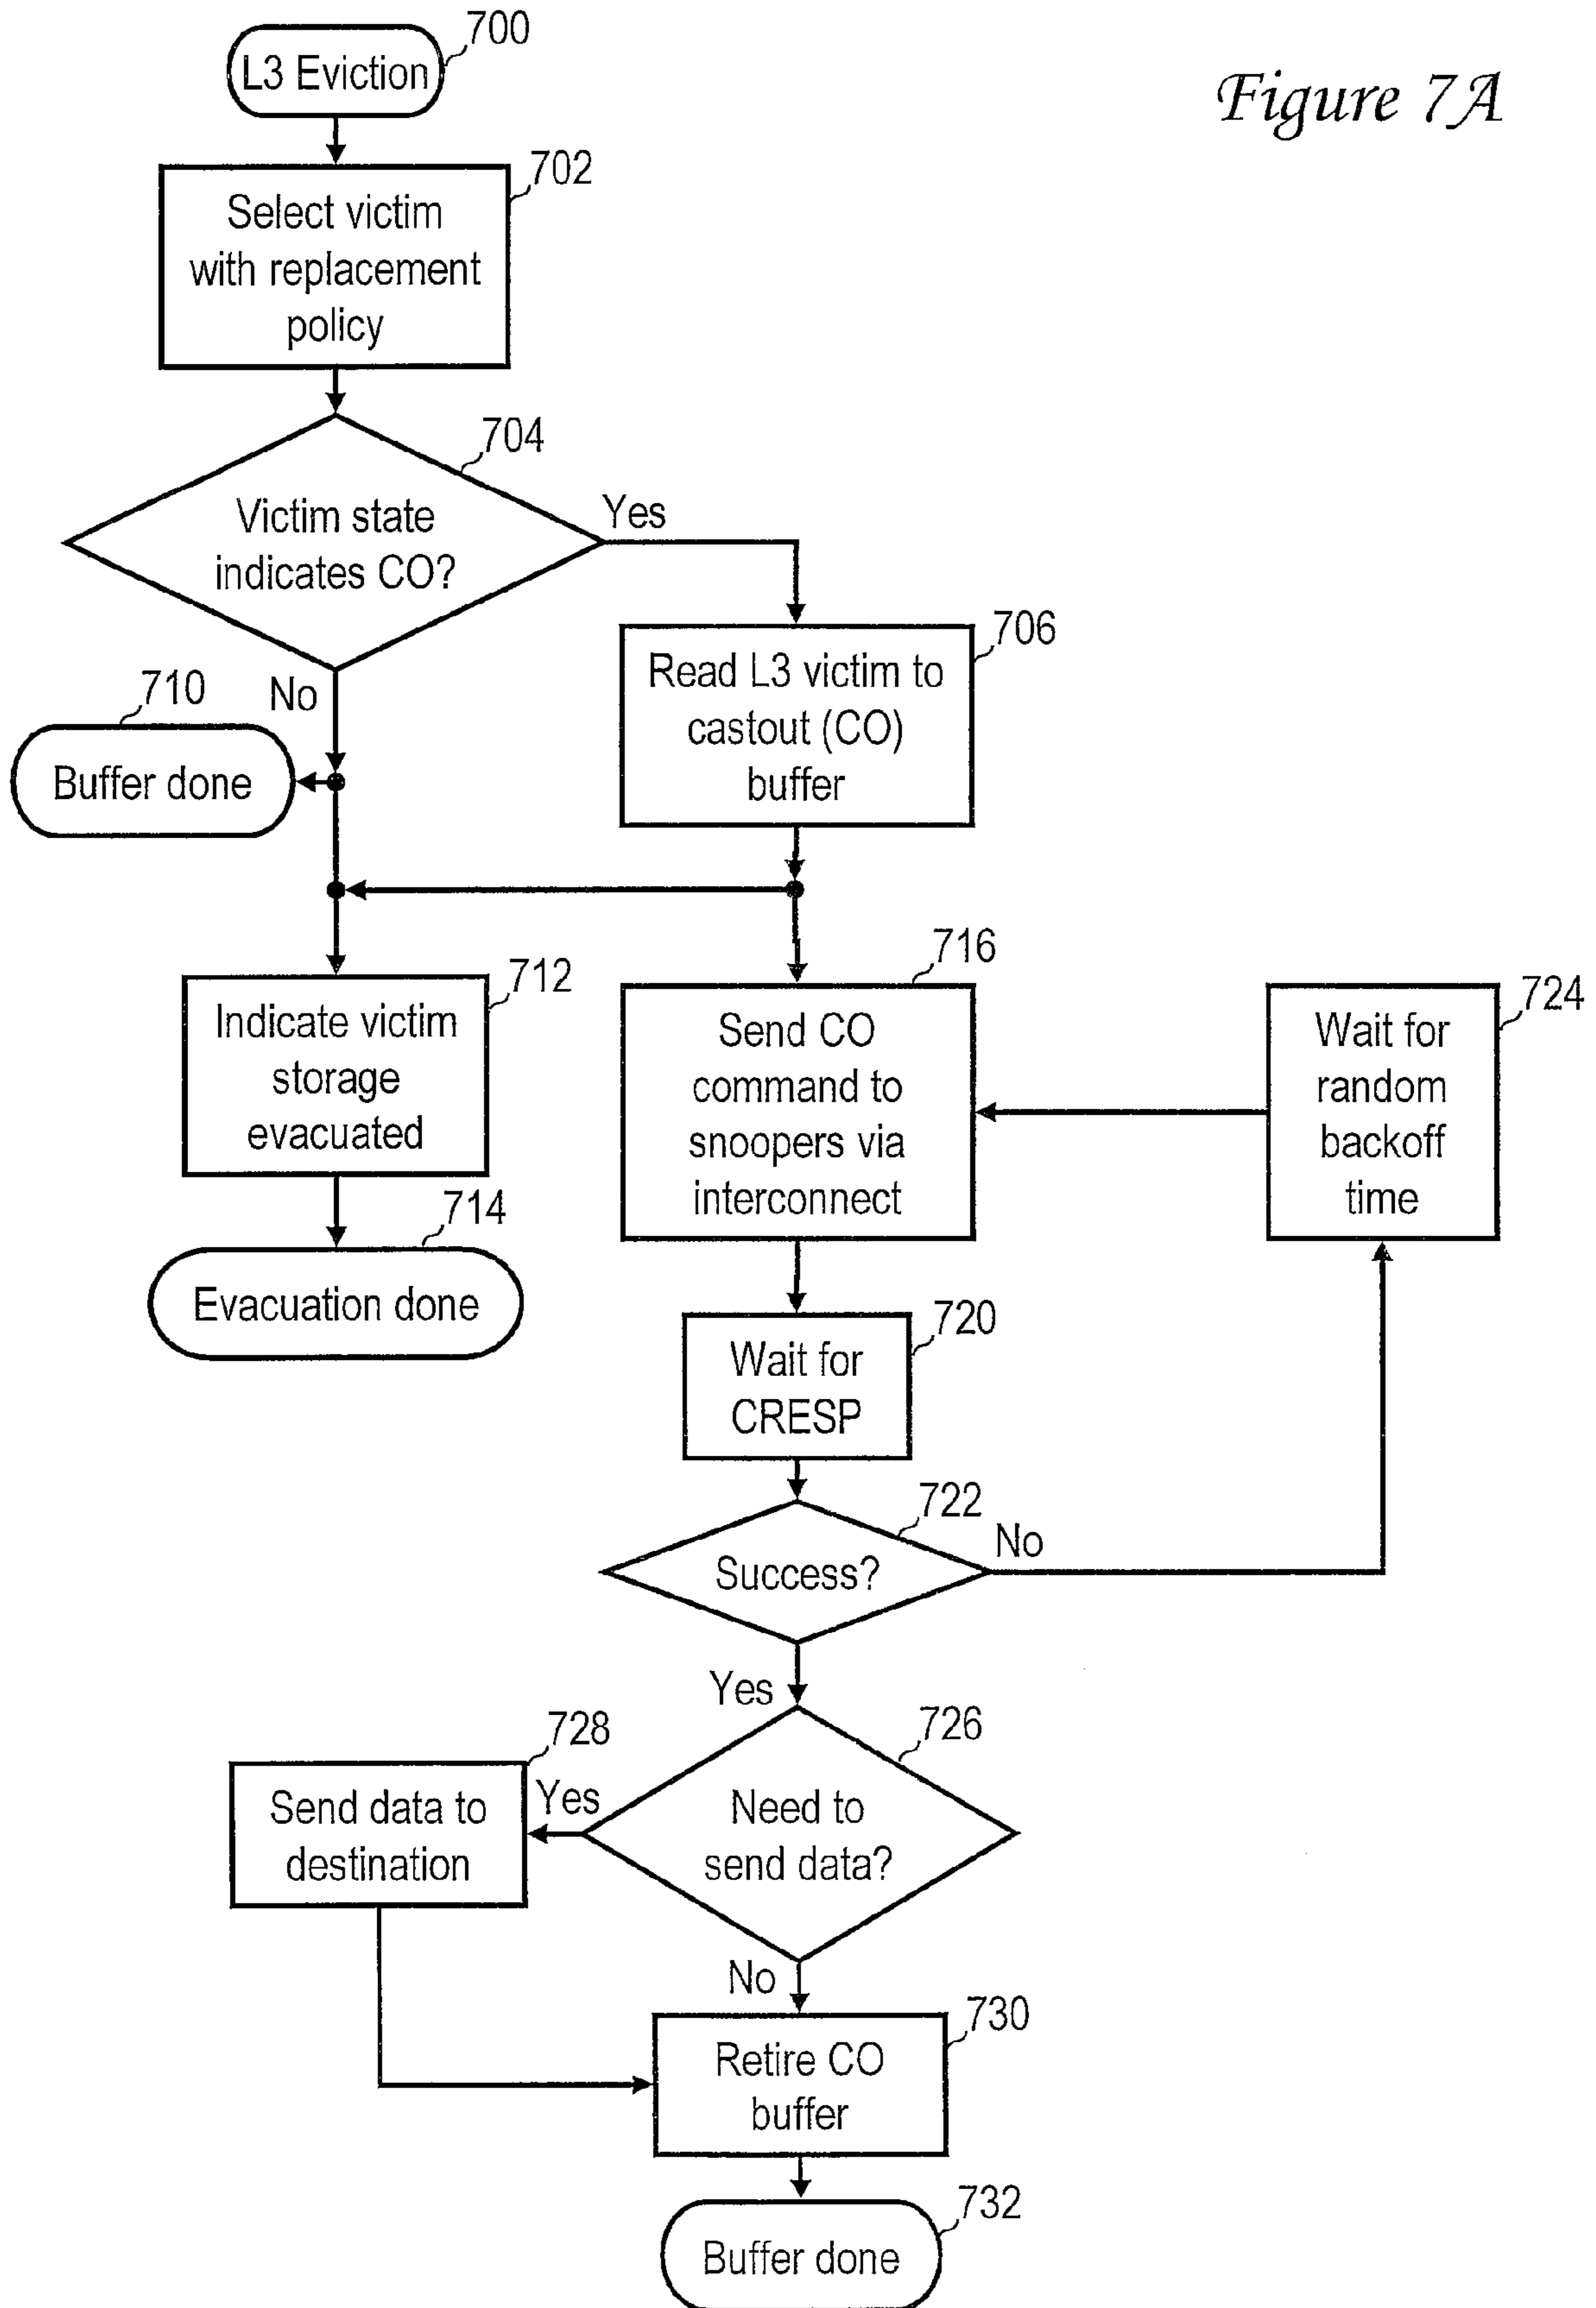 Figure 7A
700
L3 Eviction
702
Select victim
with replacement
policy
704
Victim state
indicates CO?
Yes
No
706
Read L3 victim to
castout (CO)
buffer
710
Buffer done
712
Indicate victim
storage
evacuated
714
Evacuation done
716
Send CO
command to
snoopers via
interconnect
724
Wait for
random
backoff
time
720
Wait for
CRESP
722
Success?
No
Yes
726
Need to
send data?
Yes
728
Send data to
destination
No
730
Retire CO
buffer
732
Buffer done